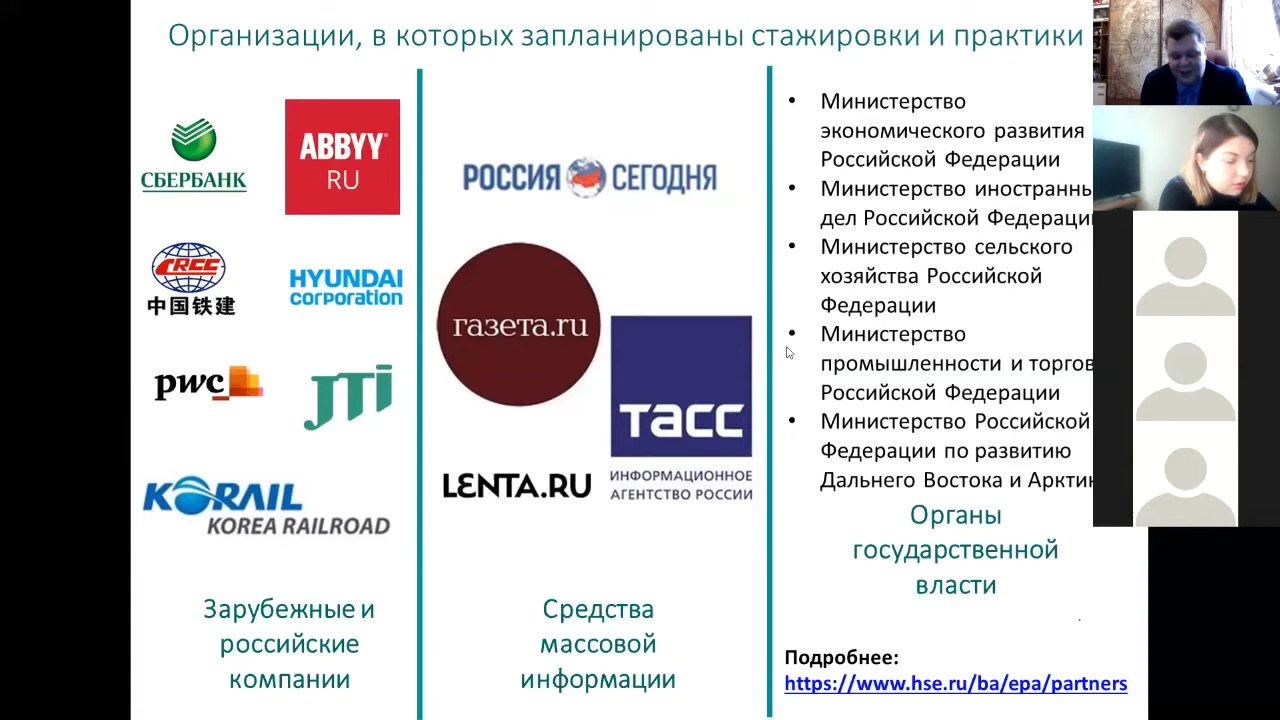 Организации, в которых запланированы стажировки и практики
СБЕРБАНК
ABBYY
RU
CRCC
中国铁建
HYUNDAI
corporation
pwc
JTi
KORAIL
KOREA RAILROAD
Зарубежные и
российские
компании
РОССИЯ СЕГОДНЯ
газета.ru
ТАСС
ИНФОРМАЦИОННОЕ
АГЕНТСТВО РОССИИ
LENTA.RU
Средства
массовой
информации
• Министерство
экономического развития
Российской Федерации
• Министерство иностранны
дел Российской Федераци
• Министерство сельского
хозяйства Российской
Федерации
• Министерство
промышленности и торгов
Российской Федерации
• Министерство Российской
Федерации по развитию
Дальнего Востока и Арктик
Органы
государственной
власти
Подробнее:
https://www.hse.ru/ba/epa/partners